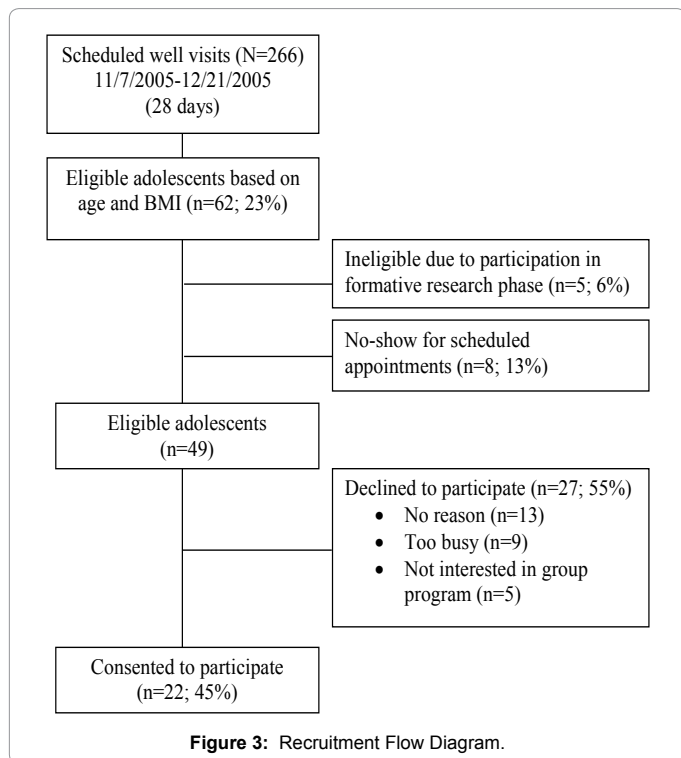 Scheduled well visits (N=266)
11/7/2005-12/21/2005
(28 days)
Eligible adolescents based on
age and BMI (n=62; 23%)
Ineligible due to participation in
formative research phase (n=5; 6%)
No-show for scheduled
appointments (n=8; 13%)
Eligible adolescents
(n=49)
Declined to participate (n=27; 55%)
• No reason (n=13)
• Too busy (n=9)
• Not interested in group
program (n=5)
Consented to participate
(n=22; 45%)
Figure 3: Recruitment Flow Diagram.